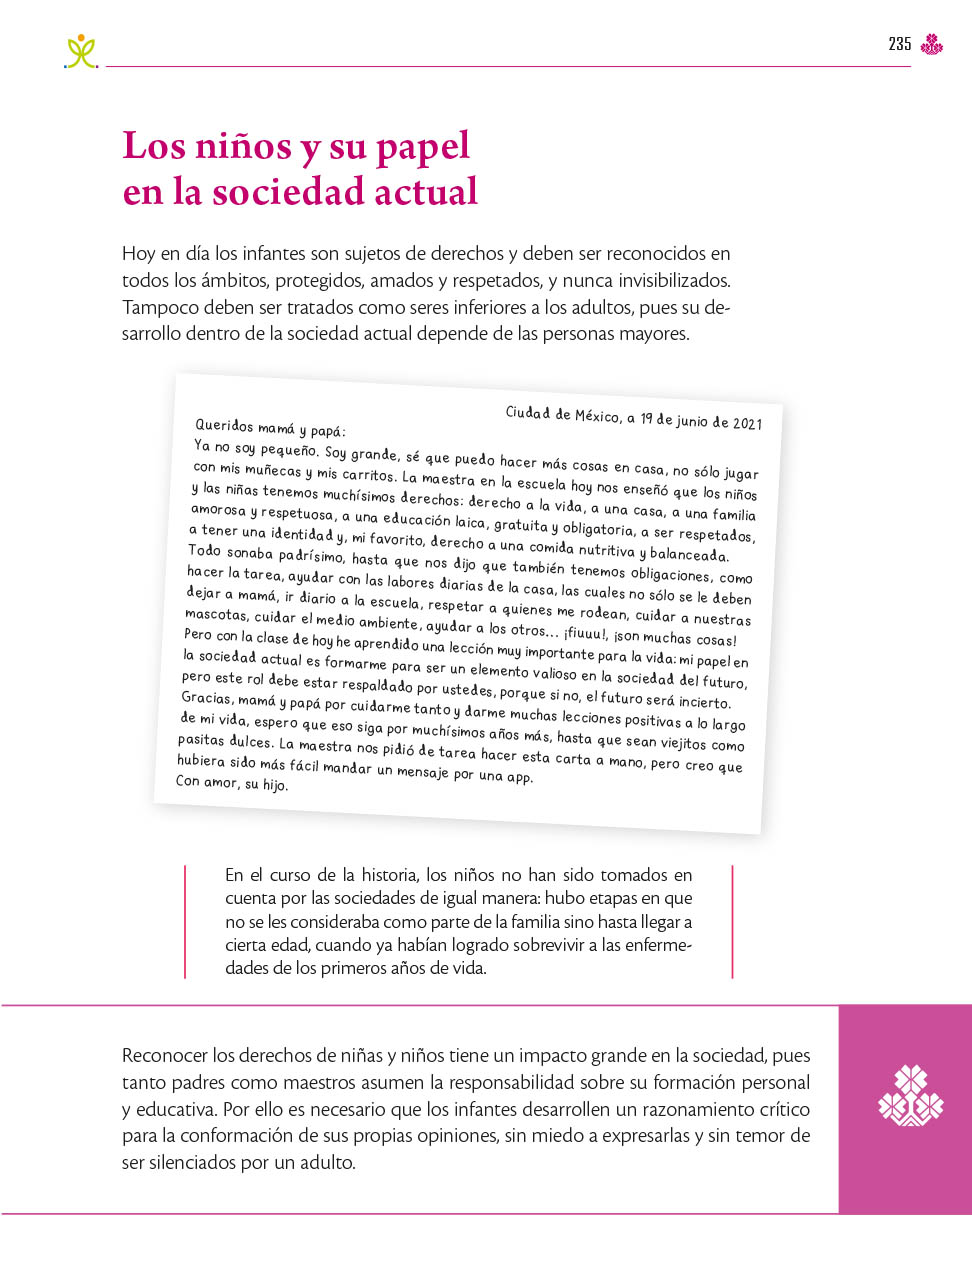 235
Los niños y su papel
en la sociedad actual
Hoy en día los infantes son sujetos de derechos y deben ser reconocidos en
todos los ámbitos, protegidos, amados y respetados, y nunca invisibilizados.
Tampoco deben ser tratados como seres inferiores a los adultos, pues su de-
sarrollo dentro de la sociedad actual depende de las personas mayores.
Ciudad de México, a 19 de junio de 2021
Queridos mamá y papá:
Ya no soy pequeño. Soy grande, sé que puedo hacer más cosas en casa, no sólo jugar
con mis muñecas y mis carritos. La maestra en la escuela hoy nos enseñó que los niños
y las niñas tenemos muchísimos derechos: derecho a la vida, a una casa, a una familia
amorosa y respetuosa, a una educación laica, gratuita y obligatoria, a ser respetados,
a tener una identidad y, mi favorito, derecho a una comida nutritiva y balanceada.
Todo sonaba padrísimo, hasta que nos dijo que también tenemos obligaciones, como
hacer la tarea, ayudar con las labores diarias de la casa, las cuales no sólo se le deben
dejar a mamá, ir diario a la escuela, respetar a quienes me rodean, cuidar a nuestras
mascotas, cuidar el medio ambiente, ayudar a los otros... ¡fiuuu!, ¡son muchas cosas!
Pero con la clase de hoy he aprendido una lección muy importante para la vida: mi papel en
la sociedad actual es formarme para ser un elemento valioso en la sociedad del futuro,
pero este rol debe estar respaldado por ustedes, porque si no, el futuro será incierto.
Gracias, mamá y papá por cuidarme tanto y darme muchas lecciones positivas a lo largo
de mi vida, espero que eso siga por muchísimos años más, hasta que sean viejitos como
pasitas dulces. La maestra nos pidió de tarea hacer esta carta a mano, pero creo que
hubiera sido más fácil mandar un mensaje por una app.
Con amor, su hijo.
En el curso de la historia, los niños no han sido tomados en
cuenta por las sociedades de igual manera: hubo etapas en que
no se les consideraba como parte de la familia sino hasta llegar a
cierta edad, cuando ya habían logrado sobrevivir a las enferme-
dades de los primeros años de vida.
Reconocer los derechos de niñas y niños tiene un impacto grande en la sociedad, pues
tanto padres como maestros asumen la responsabilidad sobre su formación personal
y educativa. Por ello es necesario que los infantes desarrollen un razonamiento crítico
para la conformación de sus propias opiniones, sin miedo a expresarlas y sin temor de
ser silenciados por un adulto.